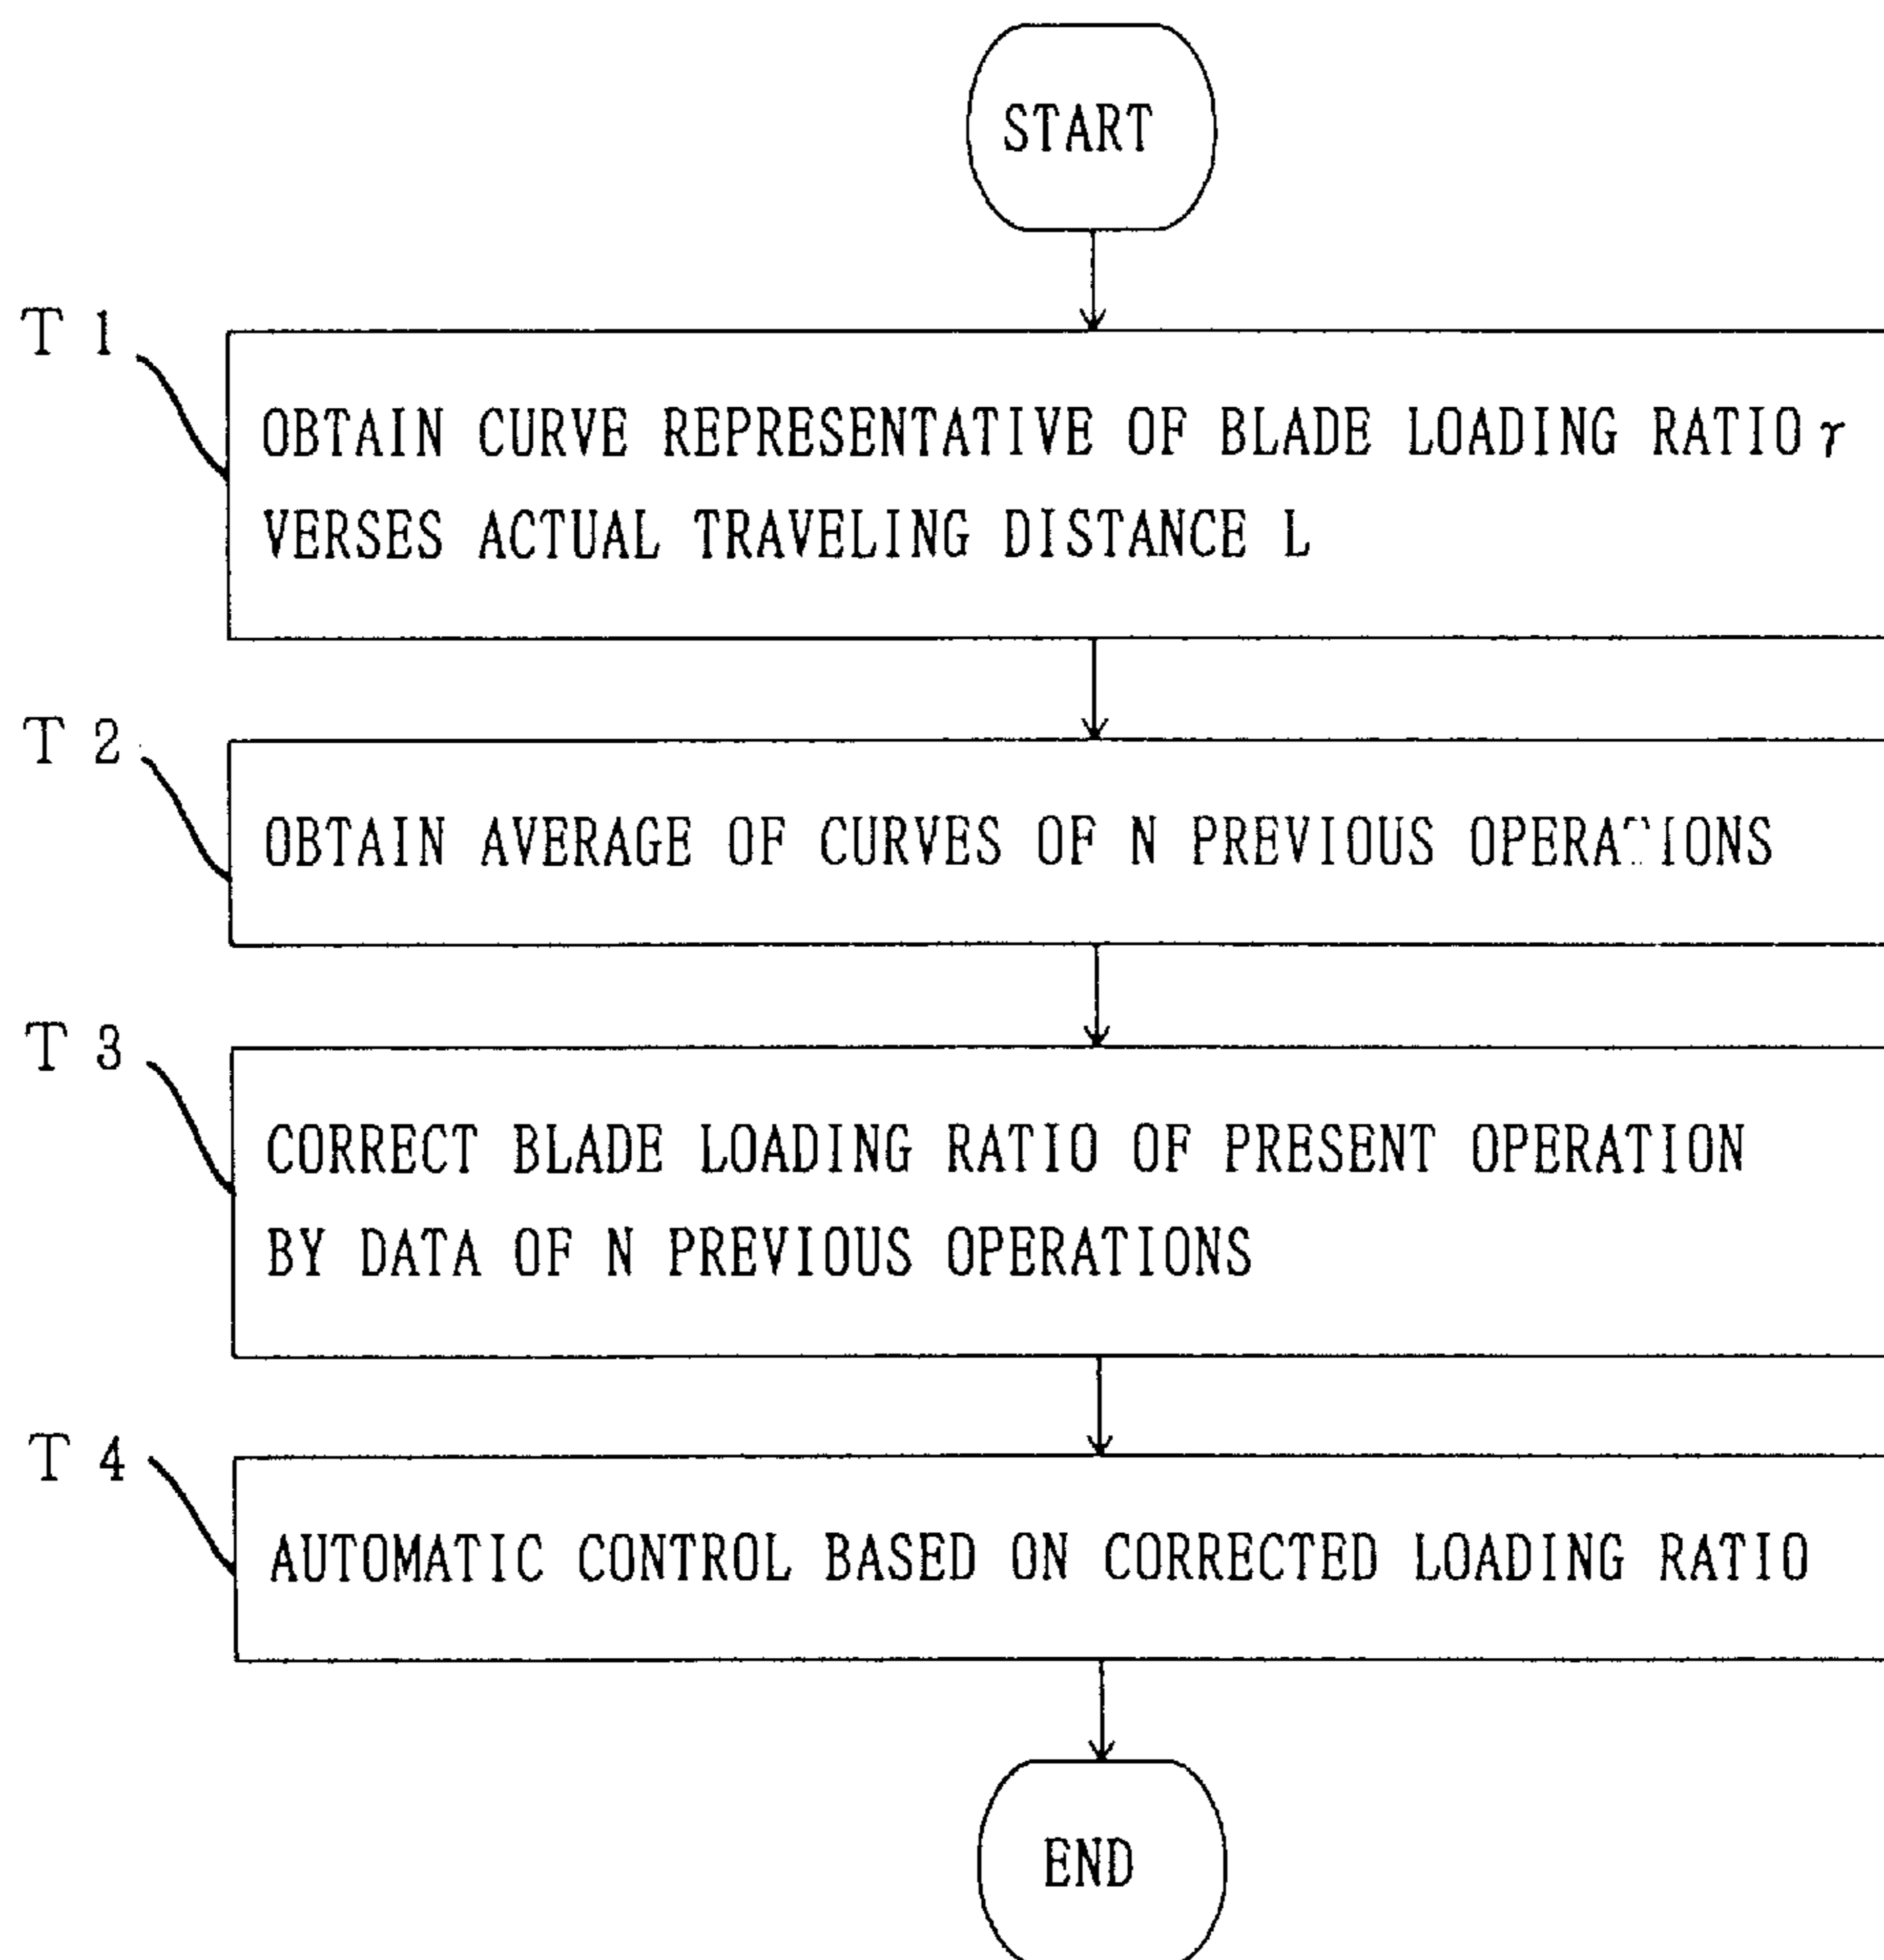 START
T 1
OBTAIN CURVE REPRESENTATIVE OF BLADE LOADING RATIO γ
VERSES ACTUAL TRAVELING DISTANCE L
T 2
OBTAIN AVERAGE OF CURVES OF N PREVIOUS OPERATIONS
T 3
CORRECT BLADE LOADING RATIO OF PRESENT OPERATION
BY DATA OF N PREVIOUS OPERATIONS
T 4
AUTOMATIC CONTROL BASED ON CORRECTED LOADING RATIO
END